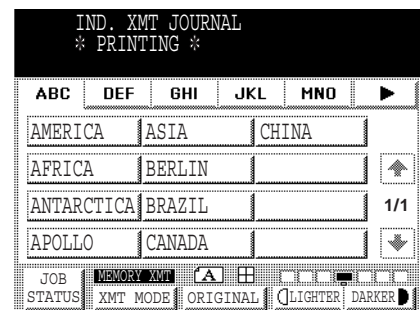 IND. XMT JOURNAL
* PRINTING *
ABC DEF GHI JKL MNO
AMERICA ASIA CHINA
AFRICA BERLIN
ANTARCTICA BRAZIL 1/1
APOLLO CANADA
JOB STATUS MEMORY XMT A
XMT MODE ORIGINAL LIGHTER DARKER